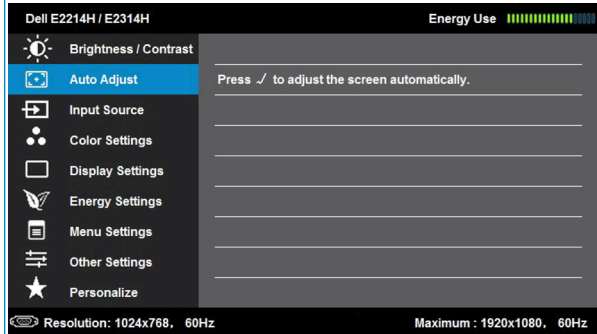 Dell E2214H / E2314H Energy Use
Brightness / Contrast
Auto Adjust Press ✓ to adjust the screen automatically.
Input Source
Color Settings
Display Settings
Energy Settings
Menu Settings
Other Settings
Personalize
Resolution: 1024x768, 60Hz Maximum : 1920x1080, 60Hz